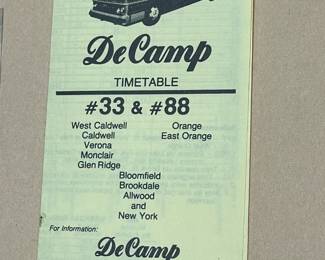 DeCamp
TIMETABLE
#33 & #88
West Caldwell
Caldwell
Verona
Monclair
Glen Ridge
Orange
East Orange
Bloomfield
Brookdale
Allwood
and
New York
For Information:
DeCamp